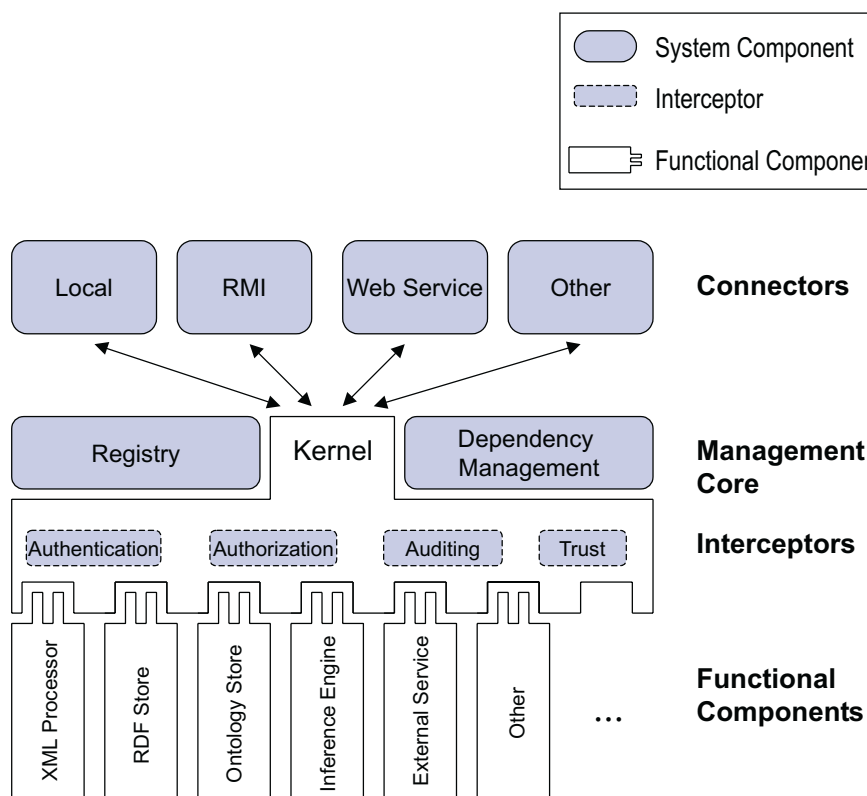 System Component
Interceptor
Functional Componen
Local
RMI
Web Service
Other
Connectors
Registry
Kernel
Dependency
Management
Management
Core
Authentication
Authorization
Auditing
Trust
Interceptors
XML Processor
RDF Store
Ontology Store
Inference Engine
External Service
Other
...
Functional
Components